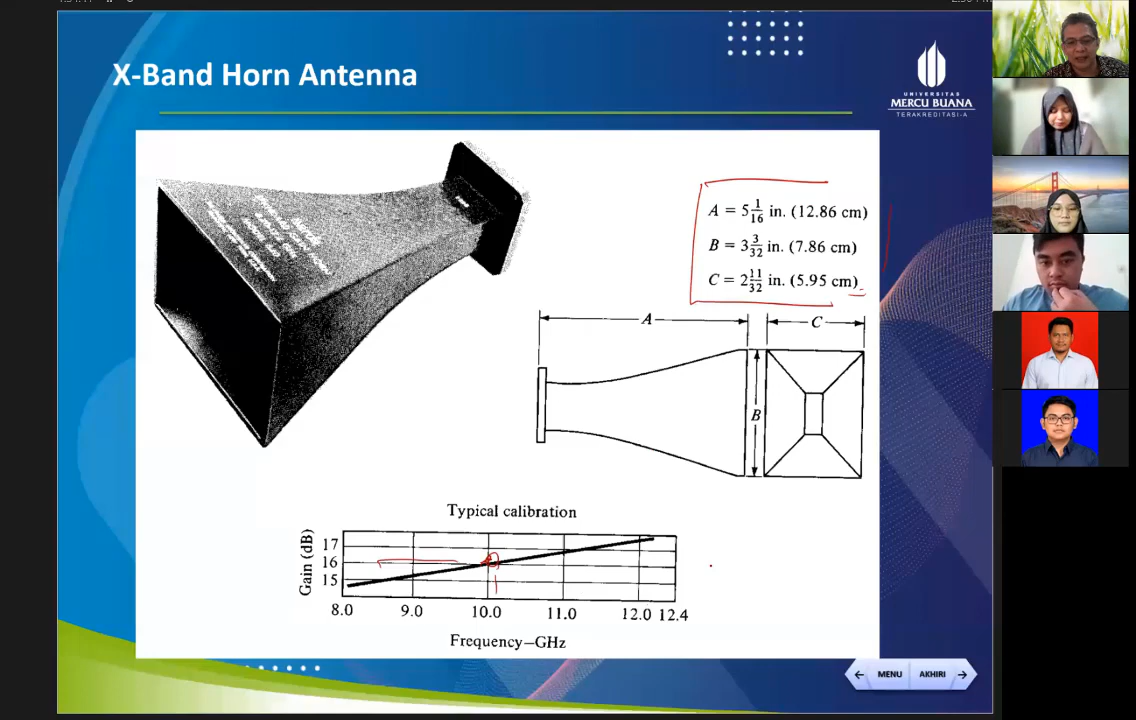 X-Band Horn Antenna
UNIVERSITAS
MERCU BUANA
TERAKREDITASI-A
A = 5 1/16 in. (12.86 cm)
B = 3 3/32 in. (7.86 cm)
C = 2 11/32 in. (5.95 cm)
A
C
B
Typical calibration
Gain (dB)
17
16
15
8.0 9.0 10.0 11.0 12.0 12.4
Frequency–GHz
MENU AKHIRI